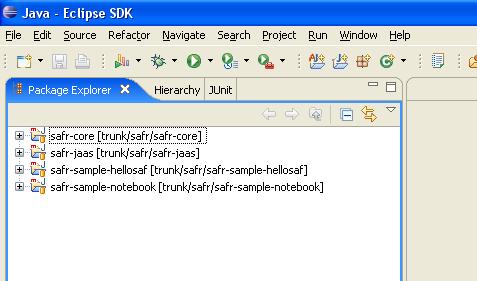 Java - Eclipse SDK
File Edit Source Refactor Navigate Search Project Run Window Help
Package Explorer Hierarchy JUnit
safr-core [trunk/safr/safr-core]
safr-jaas [trunk/safr/safr-jaas]
safr-sample-hellosaf [trunk/safr/safr-sample-hellosaf]
safr-sample-notebook [trunk/safr/safr-sample-notebook]